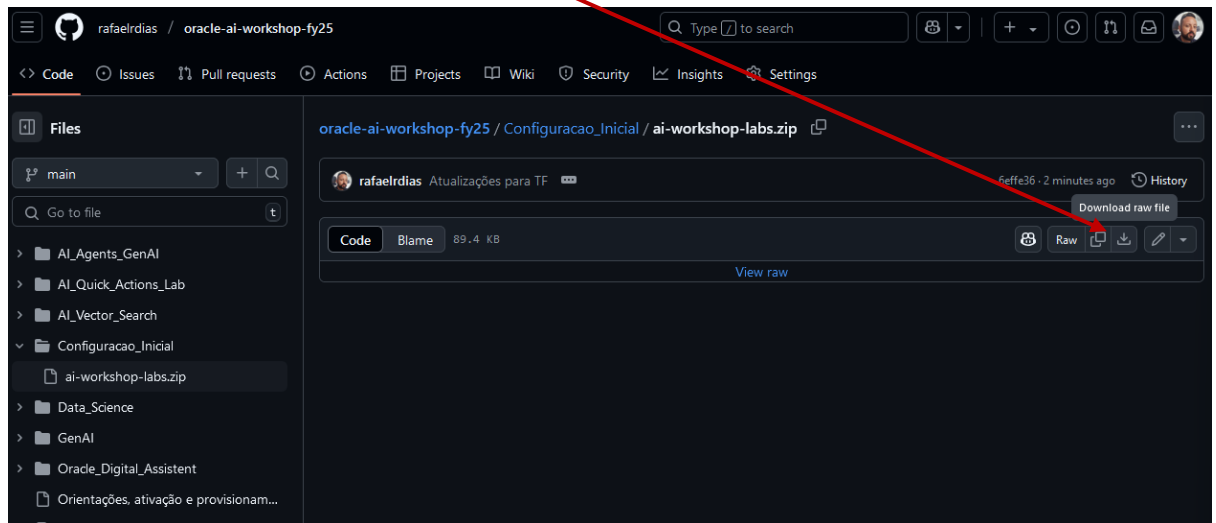 rafaelrdias / oracle-ai-workshop-fy25
Type / to search
Code Issues Pull requests Actions Projects Wiki Security Insights Settings
Files
oracle-ai-workshop-fy25 / Configuracao_Inicial / ai-workshop-labs.zip
main
rafaelrdias Atualizações para TF
6effe36 · 2 minutes ago History
Go to file t
Download raw file
Code Blame 89.4 KB Raw
View raw
AI_Agents_GenAI
AI_Quick_Actions_Lab
AI_Vector_Search
Configuracao_Inicial
ai-workshop-labs.zip
Data_Science
GenAI
Oracle_Digital_Assistent
Orientações, ativação e provisionam...